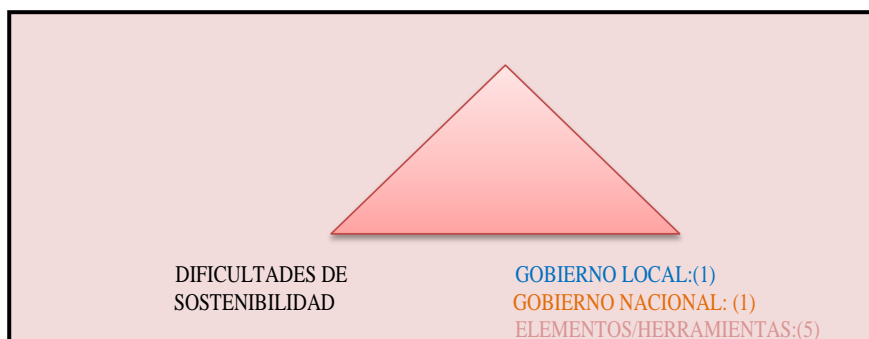 DIFICULTADES DE
SOSTENIBILIDAD
GOBIERNO LOCAL:(1)
GOBIERNO NACIONAL: (1)
ELEMENTOS/HERRAMIENTAS:(5)